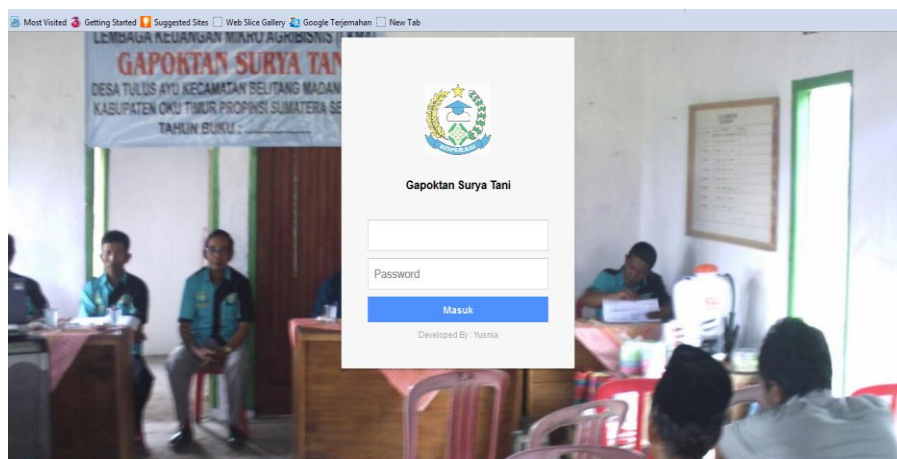 Most Visited Getting Started Suggested Sites Web Slice Gallery Google Terjemahan New Tab
LEMBAGA KEUANGAN MIKRO AGRIBISNIS
GAPOKTAN SURYA TAN
DESA TULUS AYU KECAMATAN BELITANG MADANG
KABUPATEN OKU TIMUR PROPINSI SUMATERA SE
TAHUN BUKU :
KOPERASI
Gapoktan Surya Tani
Password
Masuk
Developed By : Yusnia